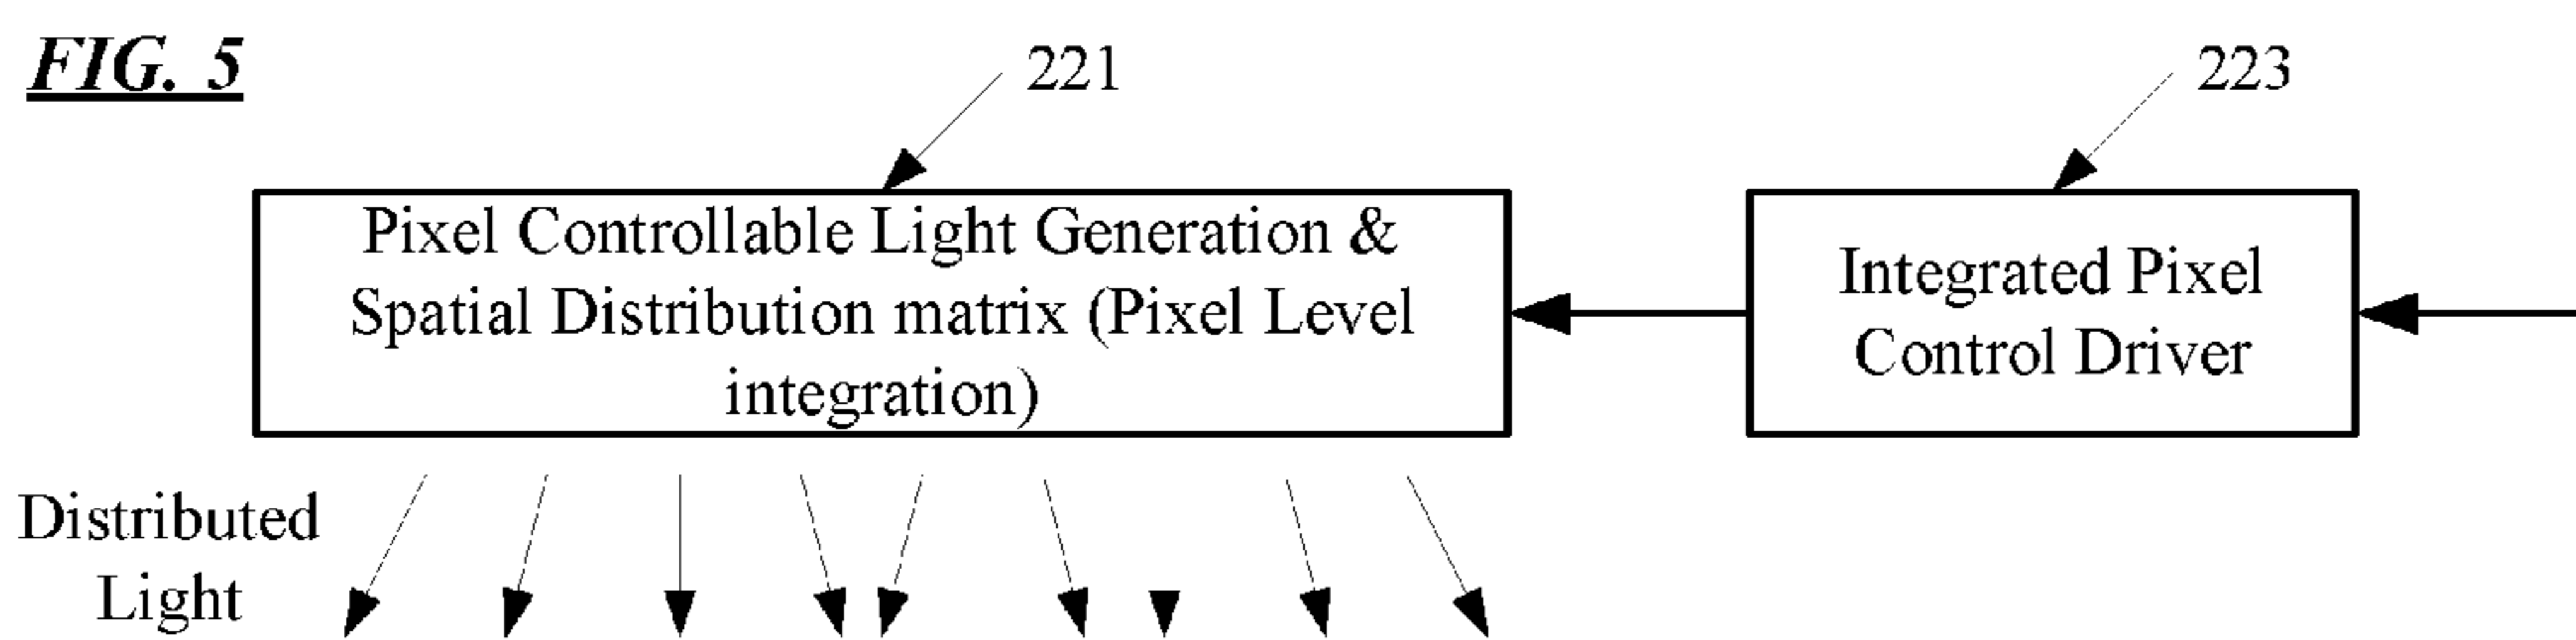 FIG. 5
221
223
Pixel Controllable Light Generation &
Spatial Distribution matrix (Pixel Level
integration)
Integrated Pixel
Control Driver
Distributed
Light